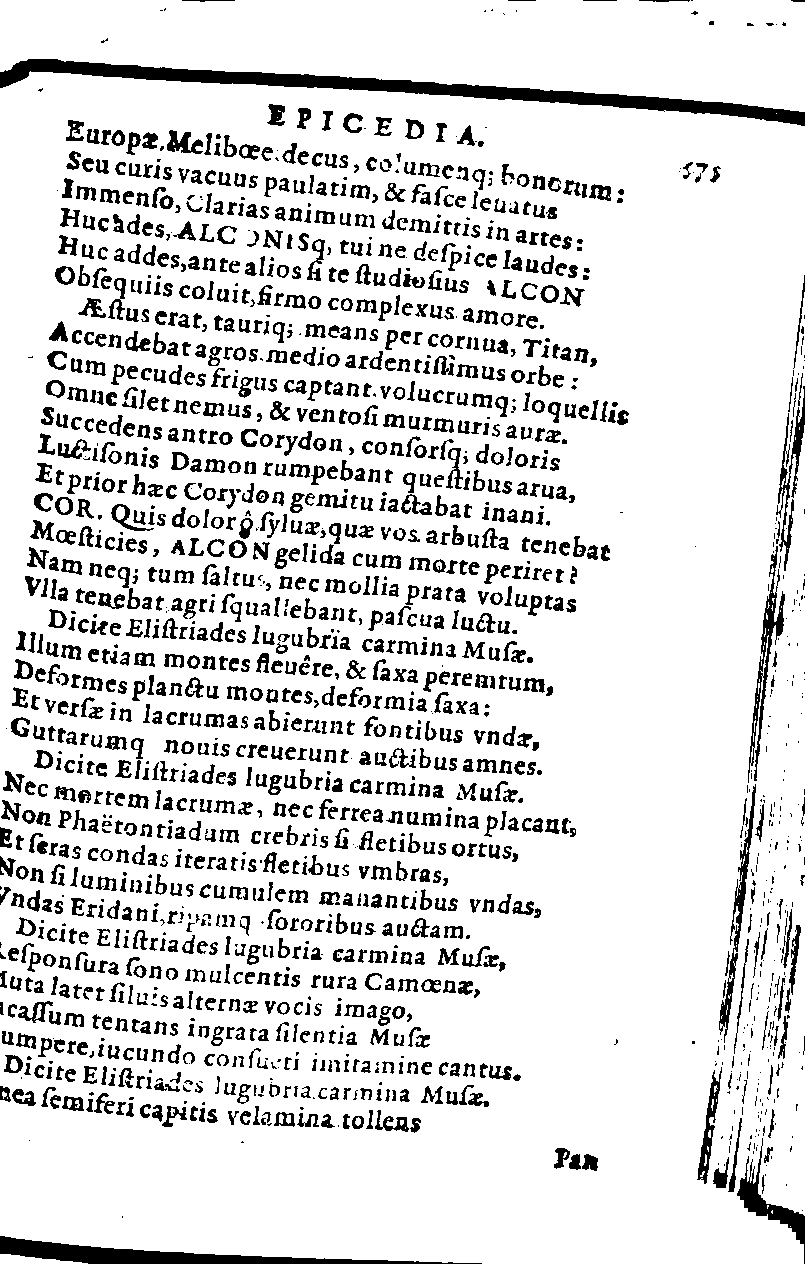 EPICEDIA.
575
Europæ. Melibœe decus, columenq; bonorum:
Seu curis vacuus paulatim, & faſce leuatus
Immenſo, Clarias animum demittis in artes:
Huc ades, ALCONISq, tui ne deſpice laudes:
Huc addes, ante alios ſi te ſtudioſius ALCON
Obſequiis coluit, firmo complexus amore.
Æſtus erat, tauriq; means per cornua, Titan,
Accendebat agros medio ardentiſſimus orbe:
Cum pecudes frigus captant volucrumq; loquellis
Omne ſilet nemus, & ventoſi murmuris auræ.
Succedens antro Corydon, conſorſq; doloris
Luctiſonis Damon rumpebant queſtibus arua,
Et prior hæc Corydon gemitu iactabat inani.
COR. Quis dolor ô ſyluæ, quæ vos arbuſta tenebat
Mœſticies, ALCON gelida cum morte periret?
Nam neq; tum ſaltus, nec mollia prata voluptas
Vlla tenebat agri ſquallebant, paſcua luctu.
Dicite Eliſtriades lugubria carmina Muſæ.
Illum etiam montes fleuêre, & ſaxa peremtum,
Deformes planctu montes, deformia ſaxa:
Et verſæ in lacrumas abierunt fontibus vndæ,
Guttarumq nouis creuerunt auctibus amnes.
Dicite Eliſtriades lugubria carmina Muſæ.
Nec mortem lacrumæ, nec ferrea numina placant,
Non Phaëtontiadum crebris ſi fletibus ortus,
Et ſeras condas iteratis fletibus vmbras,
Non ſi luminibus cumulem manantibus vndas,
Vndas Eridani, ripamq ſororibus auctam.
Dicite Eliſtriades lugubria carmina Muſæ,
Reſponſura ſono mulcentis rura Camœnæ,
Muta latet ſiluis alternæ vocis imago,
caſſum tentans ingrata ſilentia Muſæ
umpere, iucundo conſueti imitamine cantus.
Dicite Eliſtriades lugubria carmina Muſæ.
nea ſemiferi capitis velamina tollens
Pan